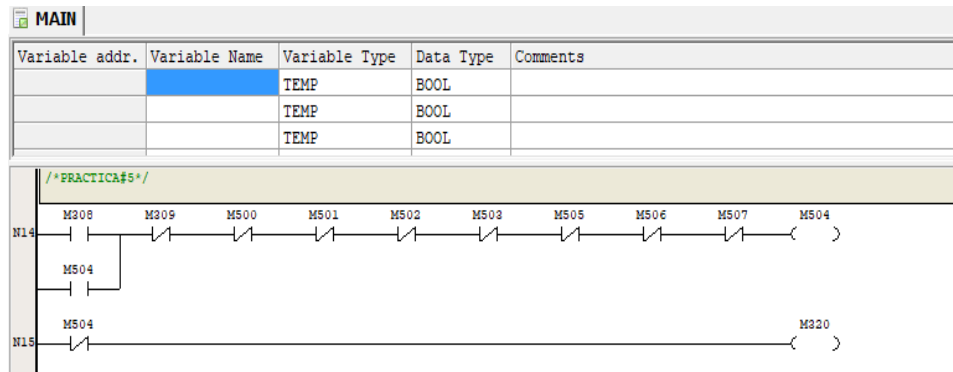 MAIN
Variable addr. Variable Name Variable Type Data Type Comments
TEMP BOOL
TEMP BOOL
TEMP BOOL
/*PRACTICA#5*/
M308 M309 M500 M501 M502 M503 M505 M506 M507 M504
N14
M504
M504 M320
N15